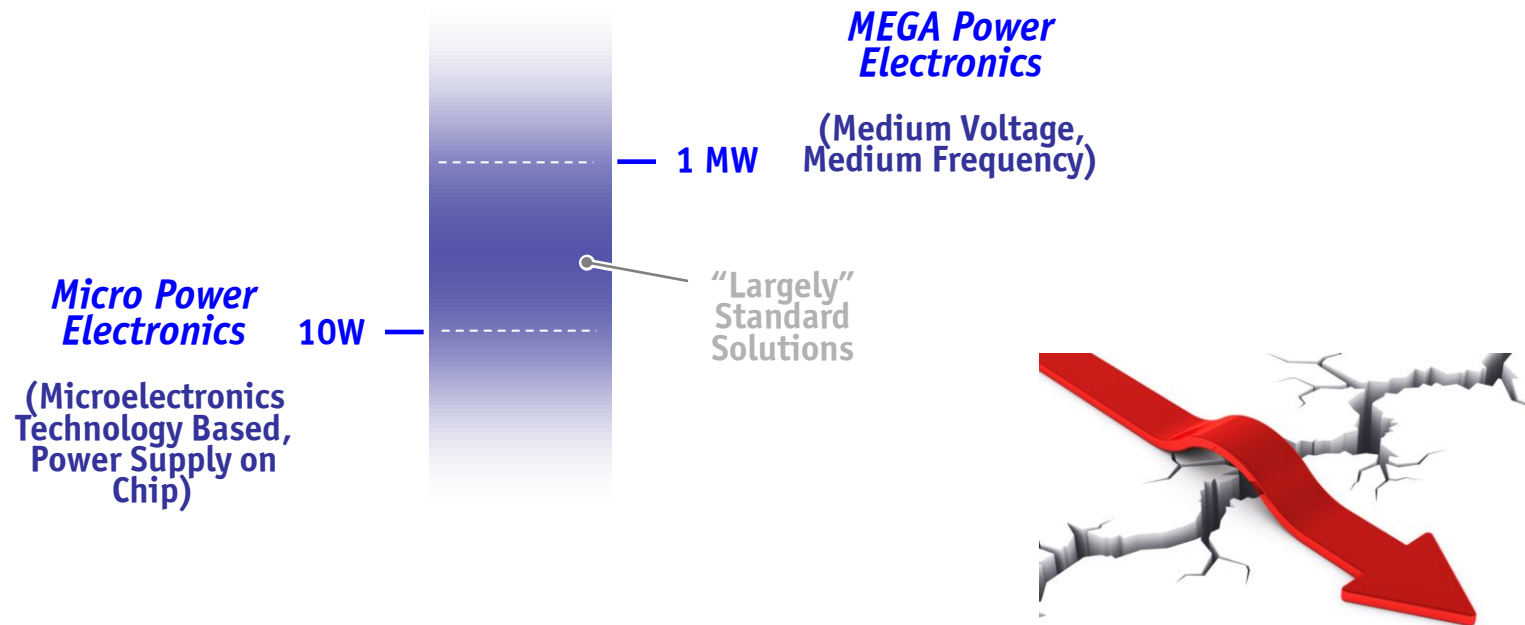 MEGA Power
Electronics
(Medium Voltage,
Medium Frequency)
1 MW
“Largely”
Standard
Solutions
Micro Power
Electronics
10W
(Microelectronics
Technology Based,
Power Supply on
Chip)